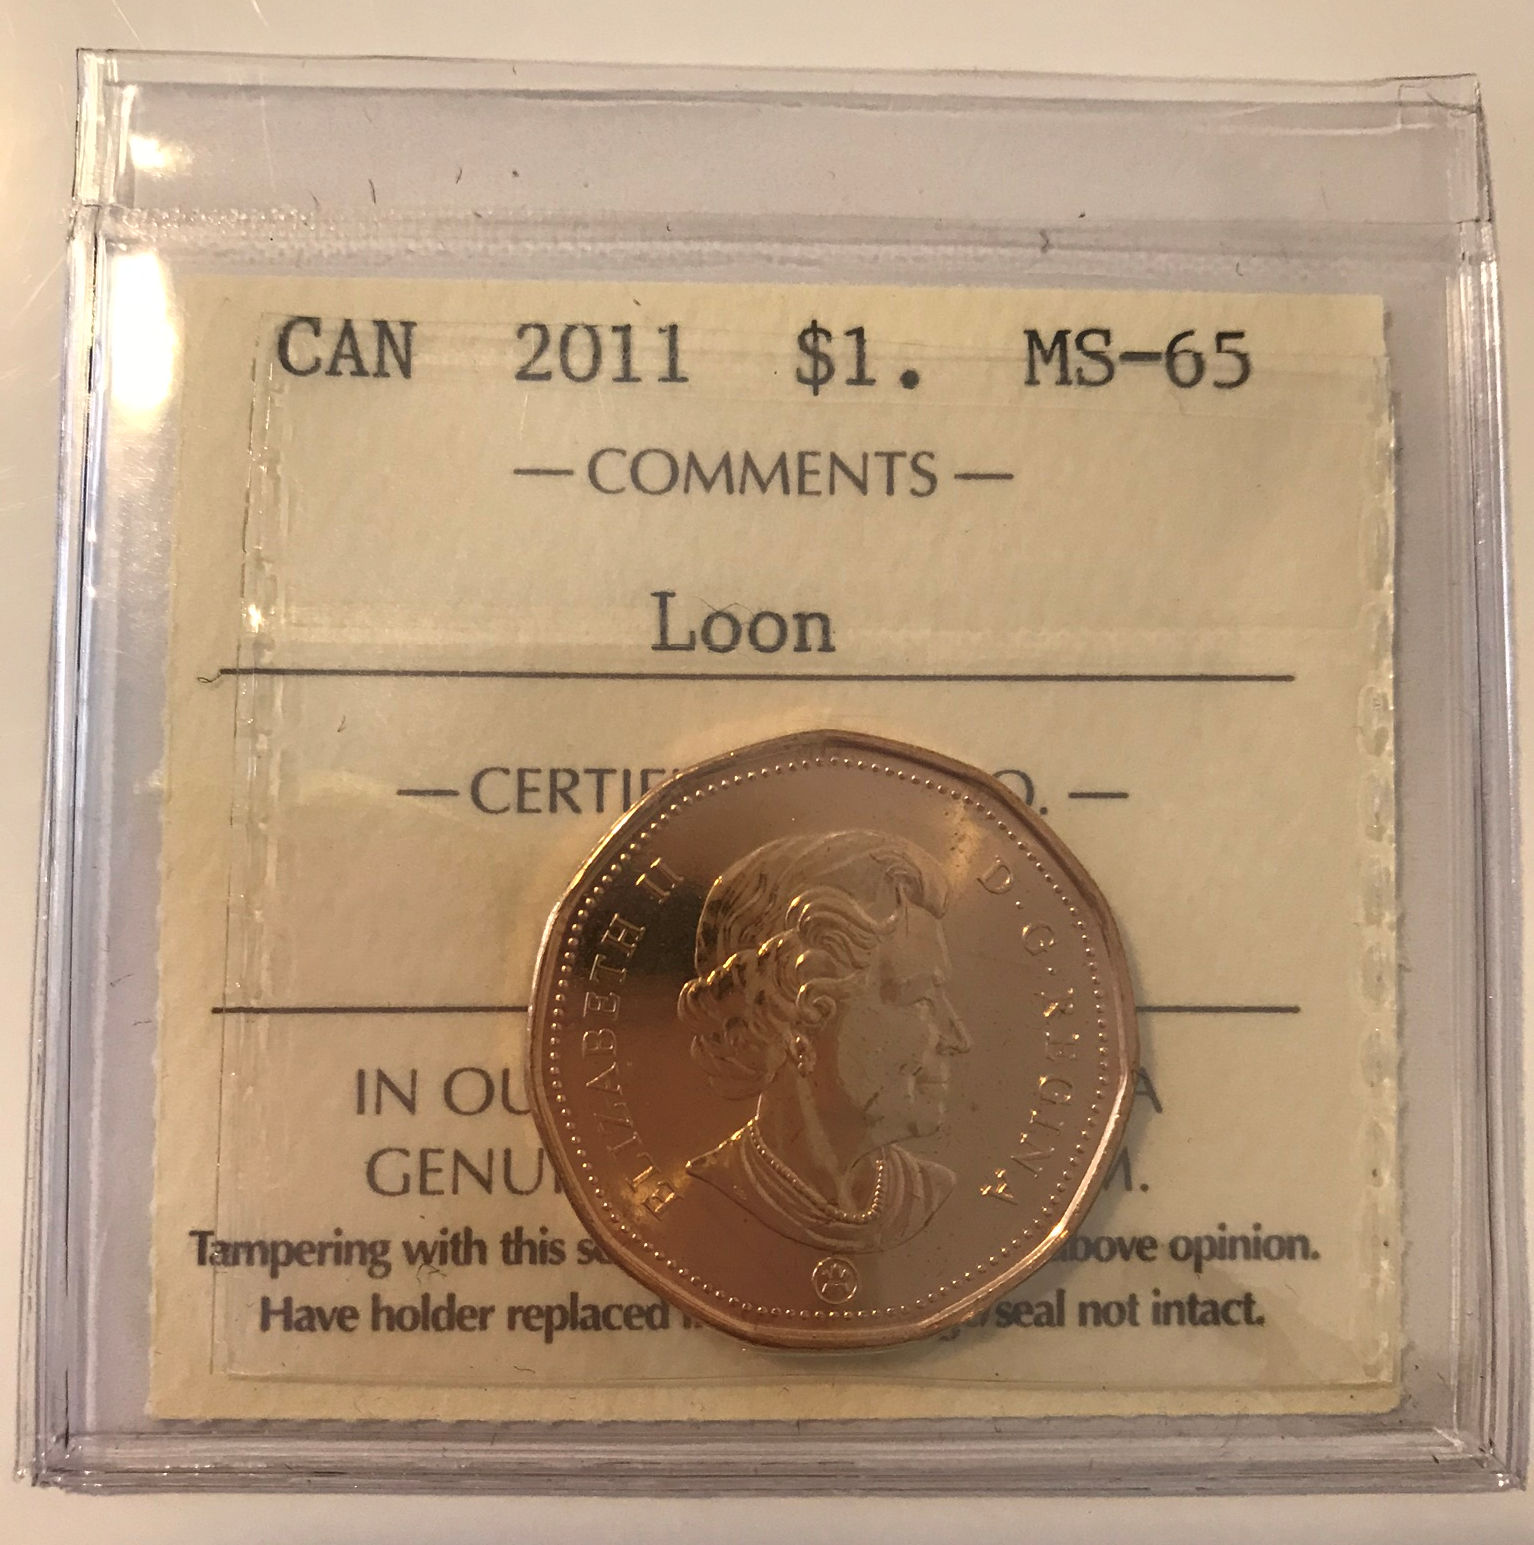 CAN 2011 $1. MS-65
—COMMENTS—
Loon
—CERTIF O. —
ELIZABETH II D·G·REGINA
IN OU A
GENU M.
Tampering with this se above opinion.
Have holder replaced /seal not intact.